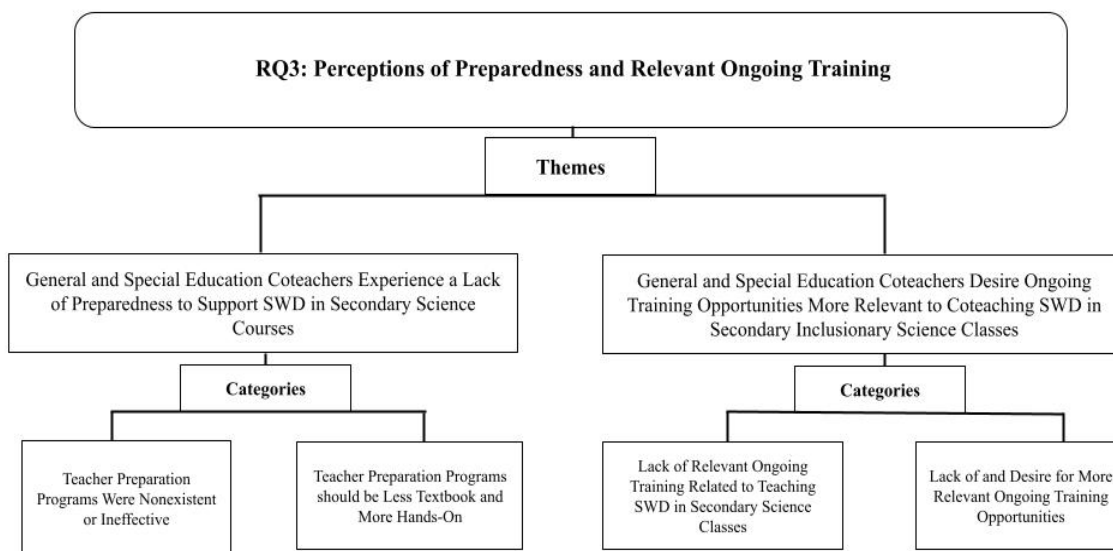 RQ3: Perceptions of Preparedness and Relevant Ongoing Training
Themes
General and Special Education Coteachers Experience a Lack
of Preparedness to Support SWD in Secondary Science
Courses
General and Special Education Coteachers Desire Ongoing
Training Opportunities More Relevant to Coteaching SWD in
Secondary Inclusionary Science Classes
Categories
Categories
Teacher Preparation
Programs Were Nonexistent
or Ineffective
Teacher Preparation Programs
should be Less Textbook and
More Hands-On
Lack of Relevant Ongoing
Training Related to Teaching
SWD in Secondary Science
Classes
Lack of and Desire for More
Relevant Ongoing Training
Opportunities